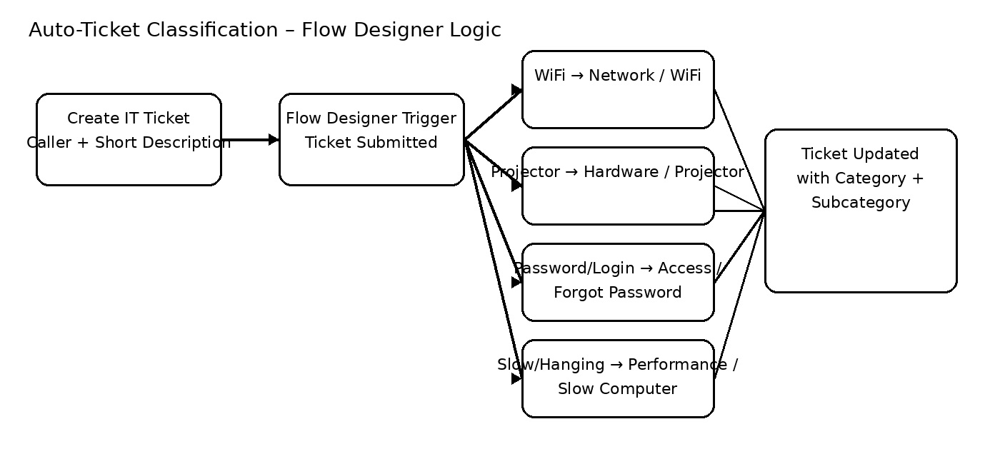 Auto-Ticket Classification – Flow Designer Logic
Create IT Ticket
Caller + Short Description
Flow Designer Trigger
Ticket Submitted
WiFi → Network / WiFi
Projector → Hardware / Projector
Password/Login → Access /
Forgot Password
Slow/Hanging → Performance /
Slow Computer
Ticket Updated
with Category +
Subcategory